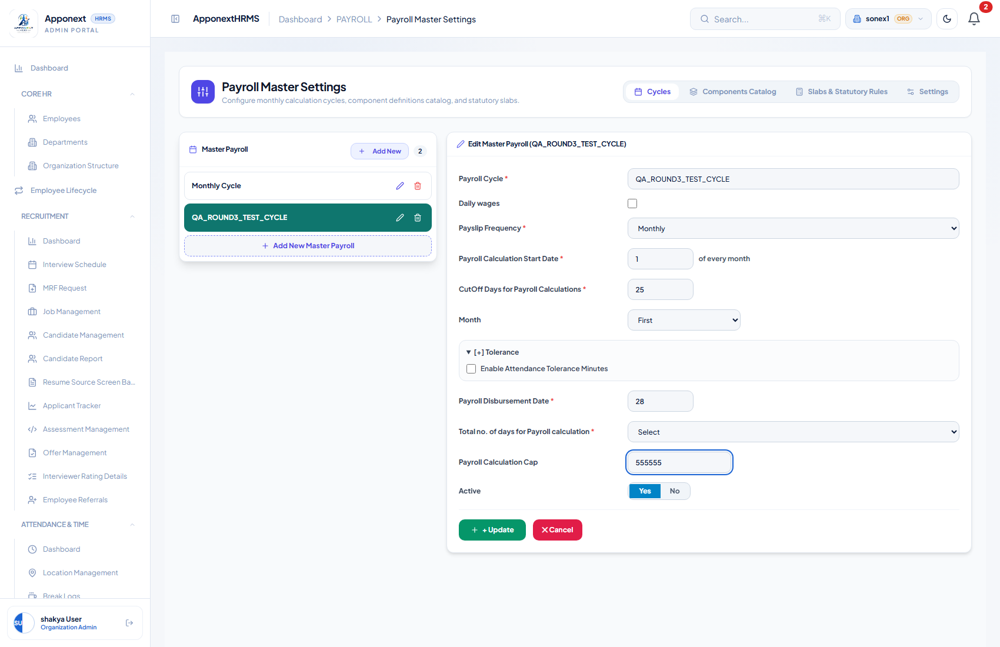 Apponext HRMS
ADMIN PORTAL
Dashboard
CORE HR
Employees
Departments
Organization Structure
Employee Lifecycle
RECRUITMENT
Dashboard
Interview Schedule
MRF Request
Job Management
Candidate Management
Candidate Report
Resume Source Screen Ba...
Applicant Tracker
Assessment Management
Offer Management
Interviewer Rating Details
Employee Referrals
ATTENDANCE & TIME
Dashboard
Location Management
Break Logs
SU
shakya User
Organization Admin
ApponextHRMS
Dashboard > PAYROLL > Payroll Master Settings
Search... ⌘K
sonex1 ORG
2
Payroll Master Settings
Configure monthly calculation cycles, component definitions catalog, and statutory slabs.
Cycles
Components Catalog
Slabs & Statutory Rules
Settings
Master Payroll
+ Add New
2
Monthly Cycle
QA_ROUND3_TEST_CYCLE
+ Add New Master Payroll
Edit Master Payroll (QA_ROUND3_TEST_CYCLE)
Payroll Cycle * QA_ROUND3_TEST_CYCLE
Daily wages
Payslip Frequency * Monthly
Payroll Calculation Start Date * 1 of every month
CutOff Days for Payroll Calculations * 25
Month First
▼ [+] Tolerance
Enable Attendance Tolerance Minutes
Payroll Disbursement Date * 28
Total no. of days for Payroll calculation * Select
Payroll Calculation Cap 555555
Active Yes No
+ + Update
✕ Cancel